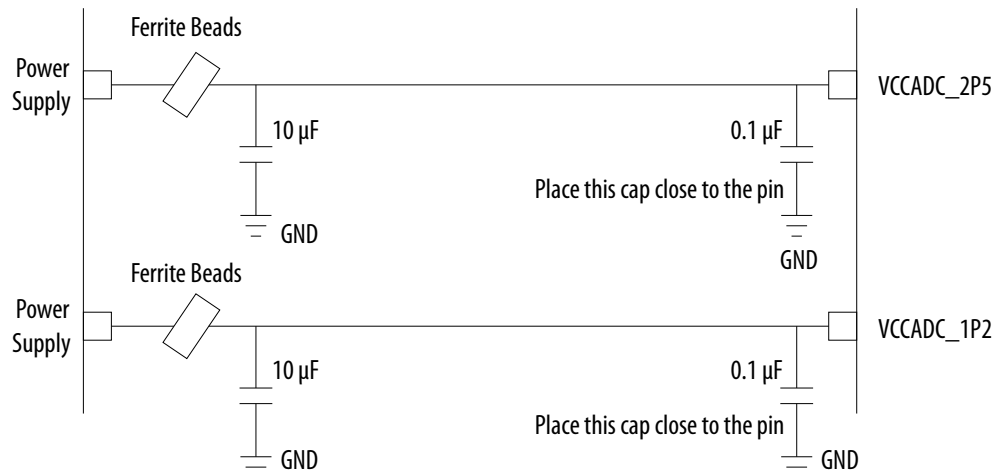 Ferrite Beads
Power
Supply
VCCADC_2P5
10 µF
0.1 µF
Place this cap close to the pin
GND
GND
Ferrite Beads
Power
Supply
VCCADC_1P2
10 µF
0.1 µF
Place this cap close to the pin
GND
GND